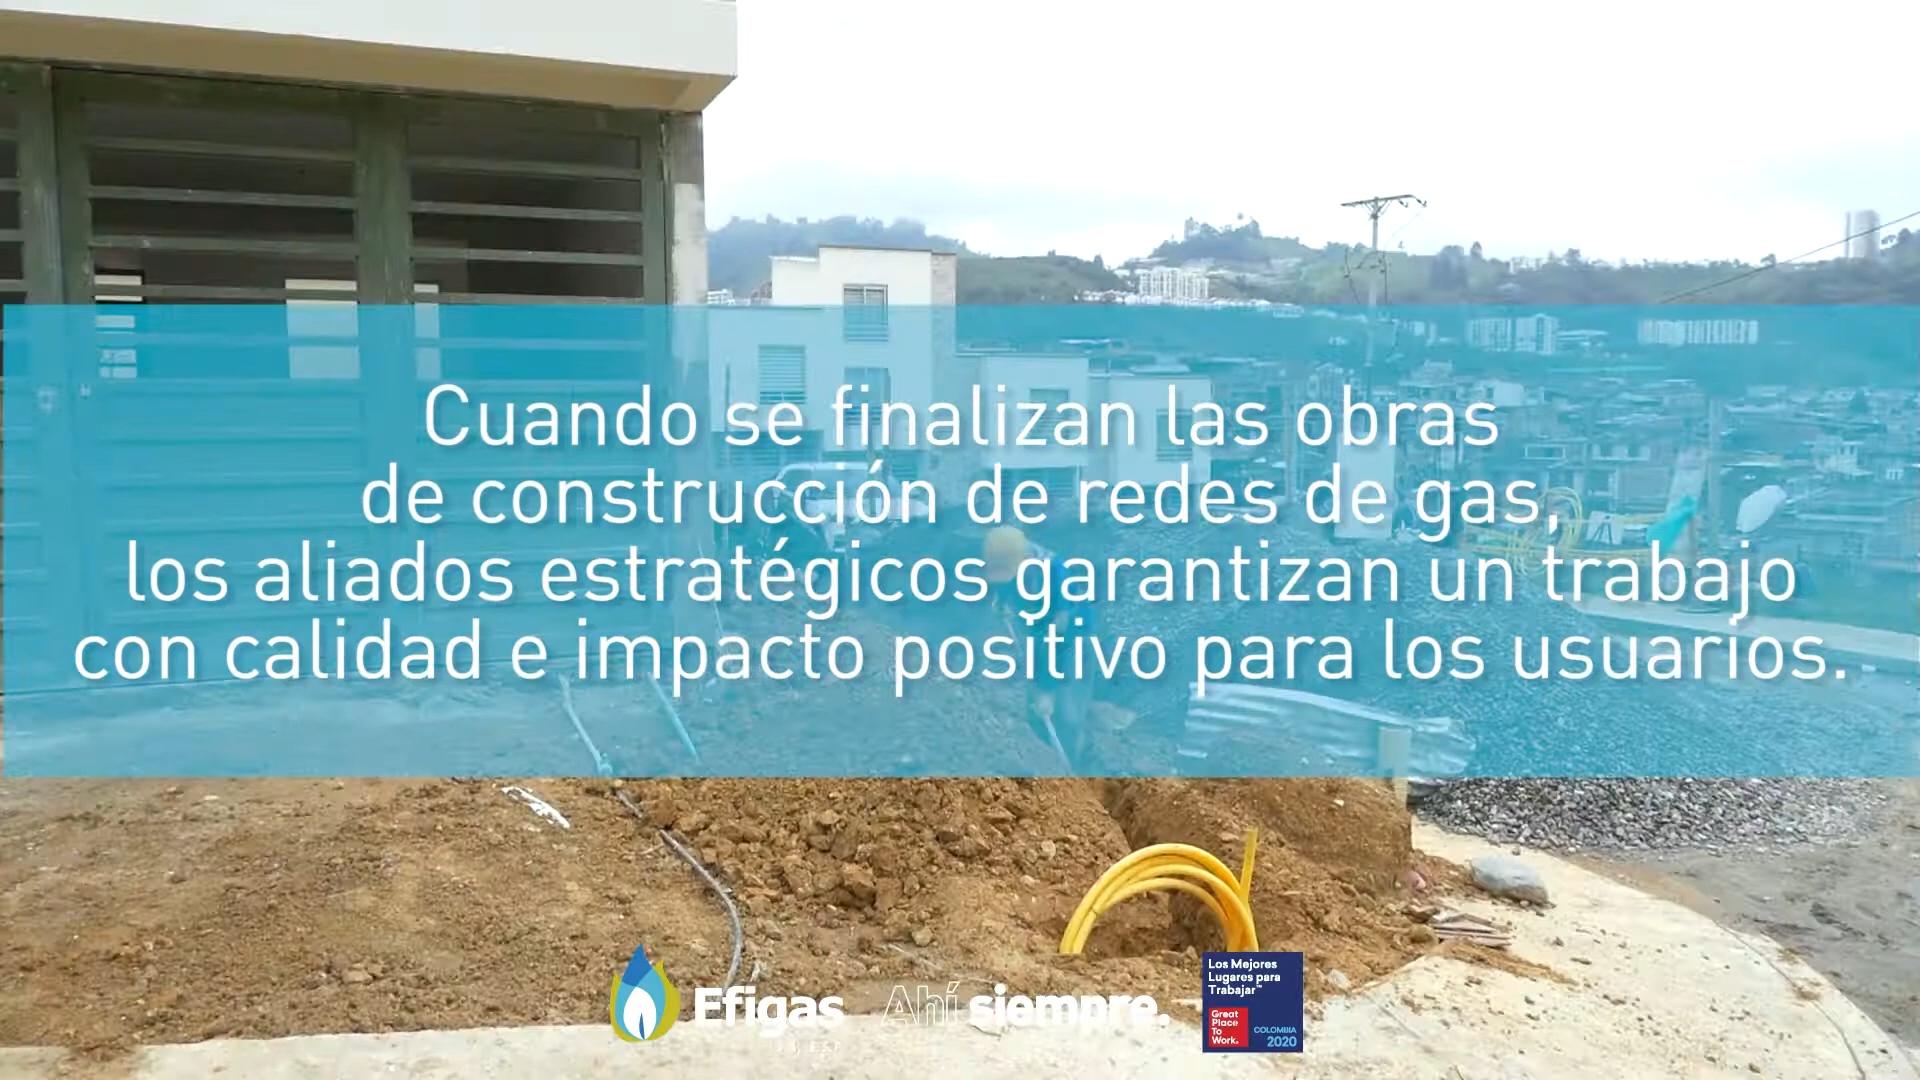 Cuando se finalizan las obras
de construcción de redes de gas,
los aliados estratégicos garantizan un trabajo
con calidad e impacto positivo para los usuarios.
Efigas Ahí siempre.
Los Mejores
Lugares para
Trabajar™
Great
Place
To
Work.
COLOMBIA
2020